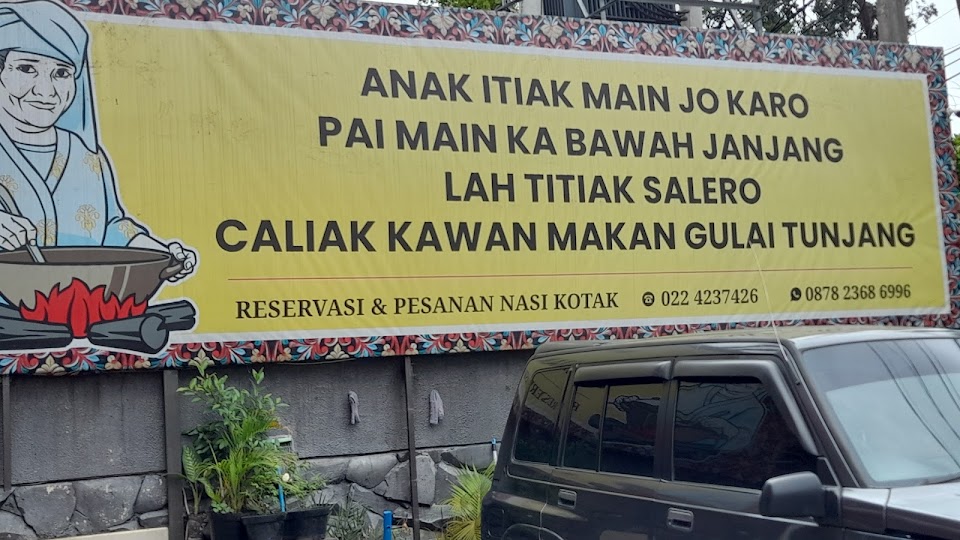 ANAK ITIAK MAIN JO KARO
PAI MAIN KA BAWAH JANJANG
LAH TITIAK SALERO
CALIAK KAWAN MAKAN GULAI TUNJANG
RESERVASI & PESANAN NASI KOTAK 022 4237426 0878 2368 6996